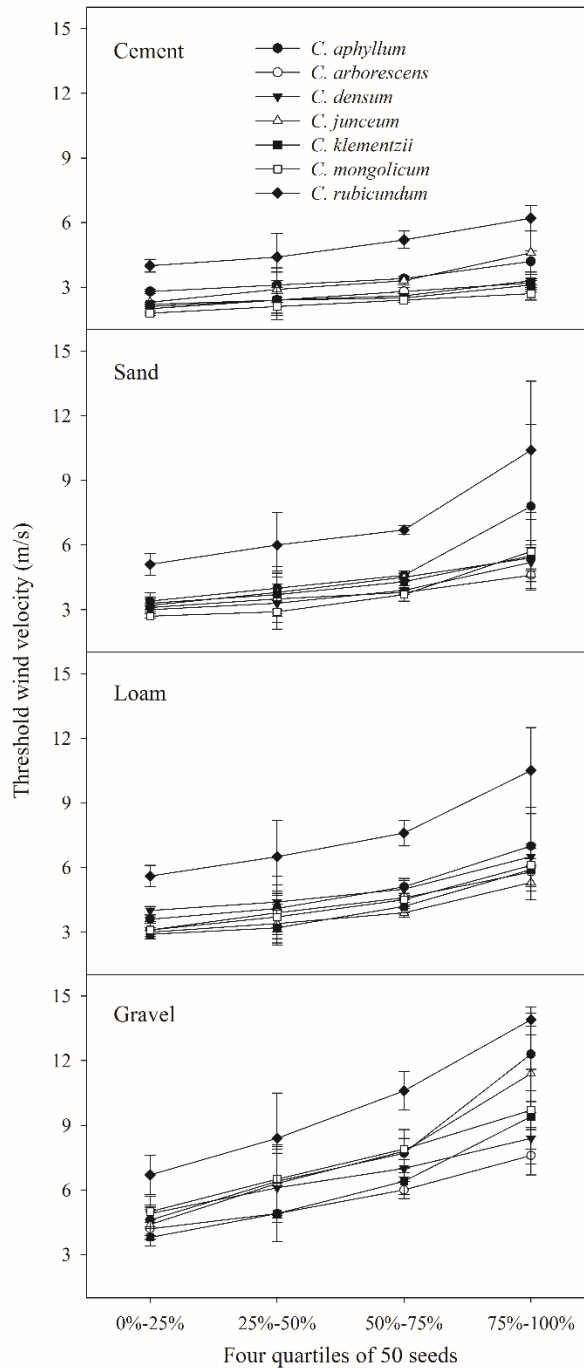 Cement
C. aphyllum
C. arborescens
C. densum
C. junceum
C. klementzii
C. mongolicum
C. rubicundum
15
12
9
6
3
Sand
15
12
9
6
3
Threshold wind velocity (m/s)
Loam
15
12
9
6
3
Gravel
15
12
9
6
3
0%-25% 25%-50% 50%-75% 75%-100%
Four quartiles of 50 seeds